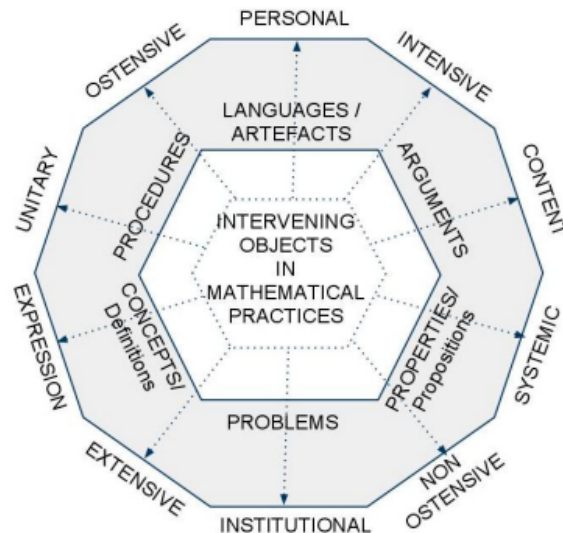 PERSONAL
OSTENSIVE
INTENSIVE
LANGUAGES /
ARTEFACTS
UNITARY
PROCEDURES
ARGUMENTS
CONTENT
INTERVENING
OBJECTS
IN
MATHEMATICAL
PRACTICES
EXPRESSION
CONCEPTS/
Definitions
PROPERTIES/
Propositions
SYSTEMIC
PROBLEMS
EXTENSIVE
NON
OSTENSIVE
INSTITUTIONAL